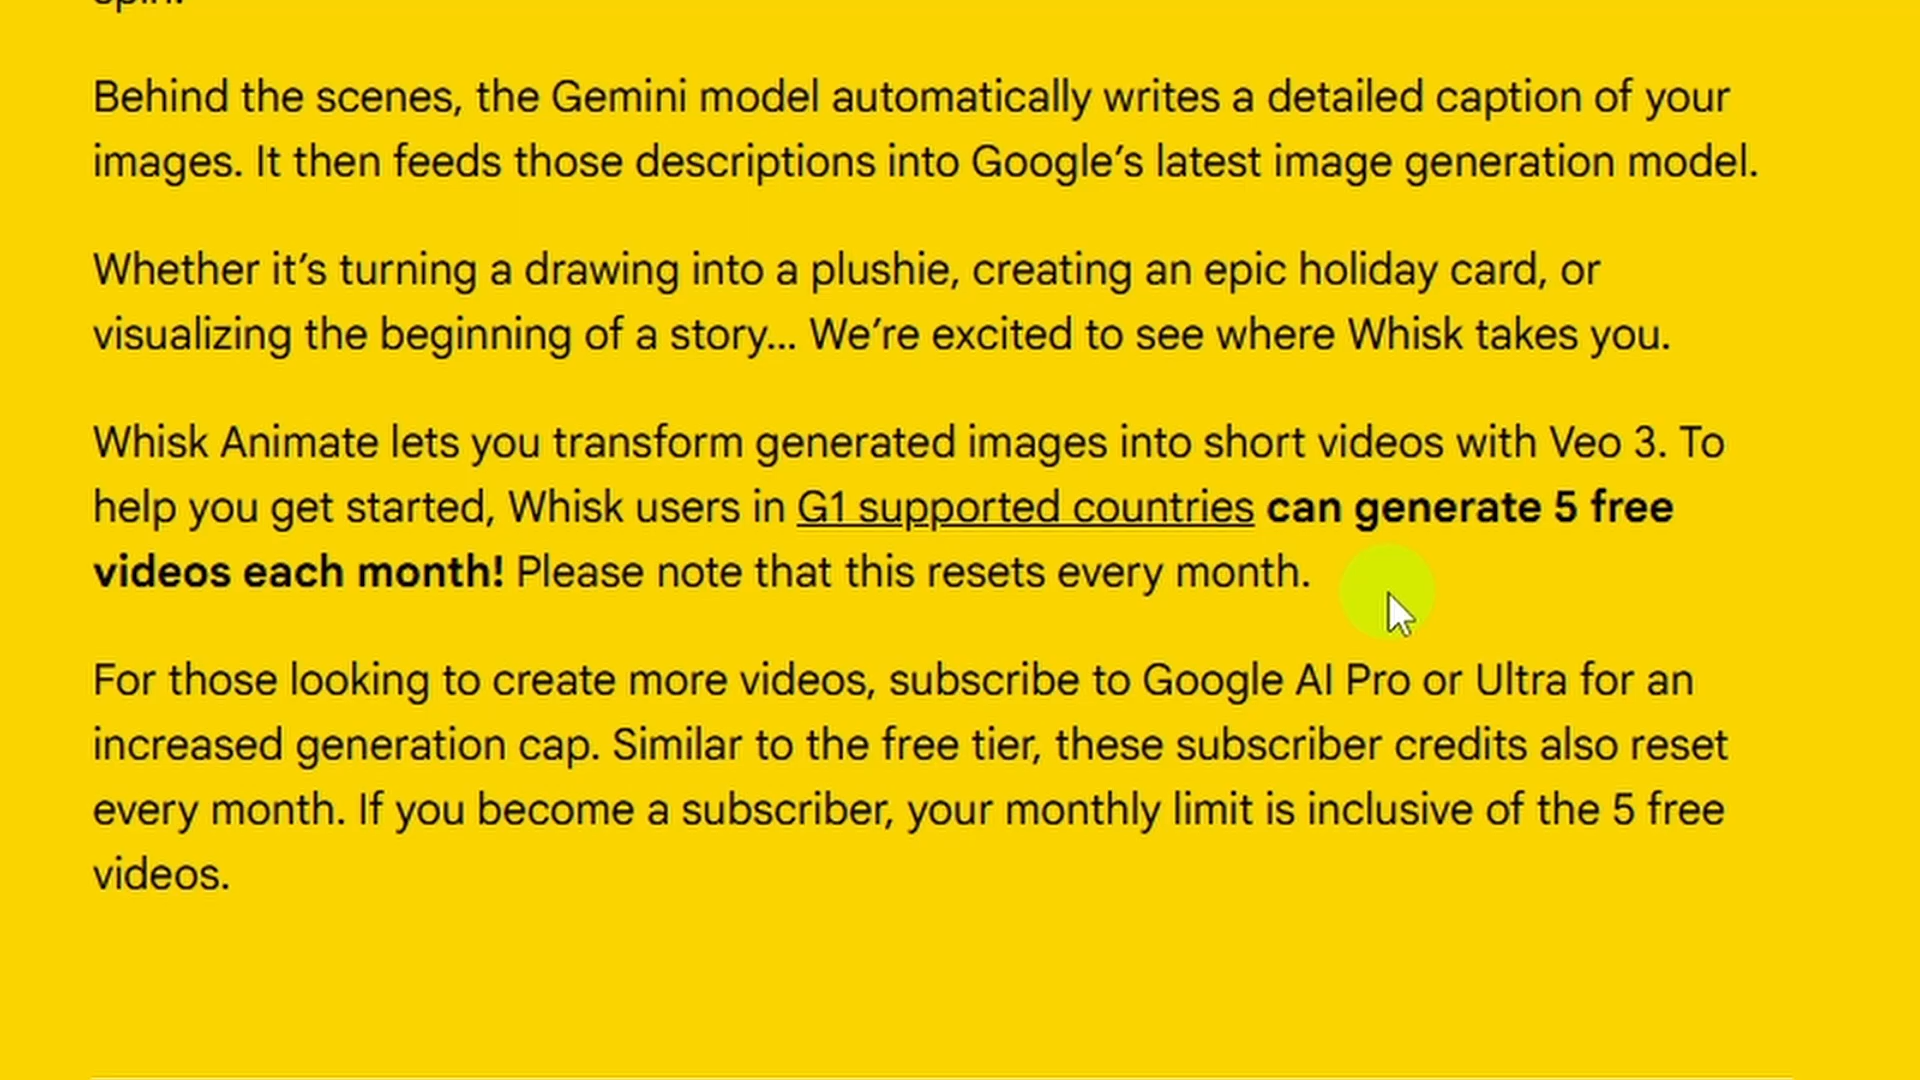 spin.
Behind the scenes, the Gemini model automatically writes a detailed caption of your
images. It then feeds those descriptions into Google’s latest image generation model.
Whether it’s turning a drawing into a plushie, creating an epic holiday card, or
visualizing the beginning of a story... We’re excited to see where Whisk takes you.
Whisk Animate lets you transform generated images into short videos with Veo 3. To
help you get started, Whisk users in G1 supported countries can generate 5 free
videos each month! Please note that this resets every month.
For those looking to create more videos, subscribe to Google AI Pro or Ultra for an
increased generation cap. Similar to the free tier, these subscriber credits also reset
every month. If you become a subscriber, your monthly limit is inclusive of the 5 free
videos.